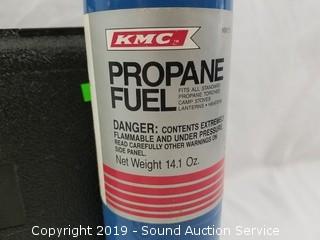 KMC
PROPANE
FUEL
FITS ALL STANDARD
PROPANE TORCHES
CAMP STOVES
LANTERNS • HEATERS
DANGER: CONTENTS EXTREMELY
FLAMMABLE AND UNDER PRESSURE.
READ CAREFULLY OTHER WARNINGS ON
SIDE PANEL.
Net Weight 14.1 Oz.
Copyright 2019 - Sound Auction Service